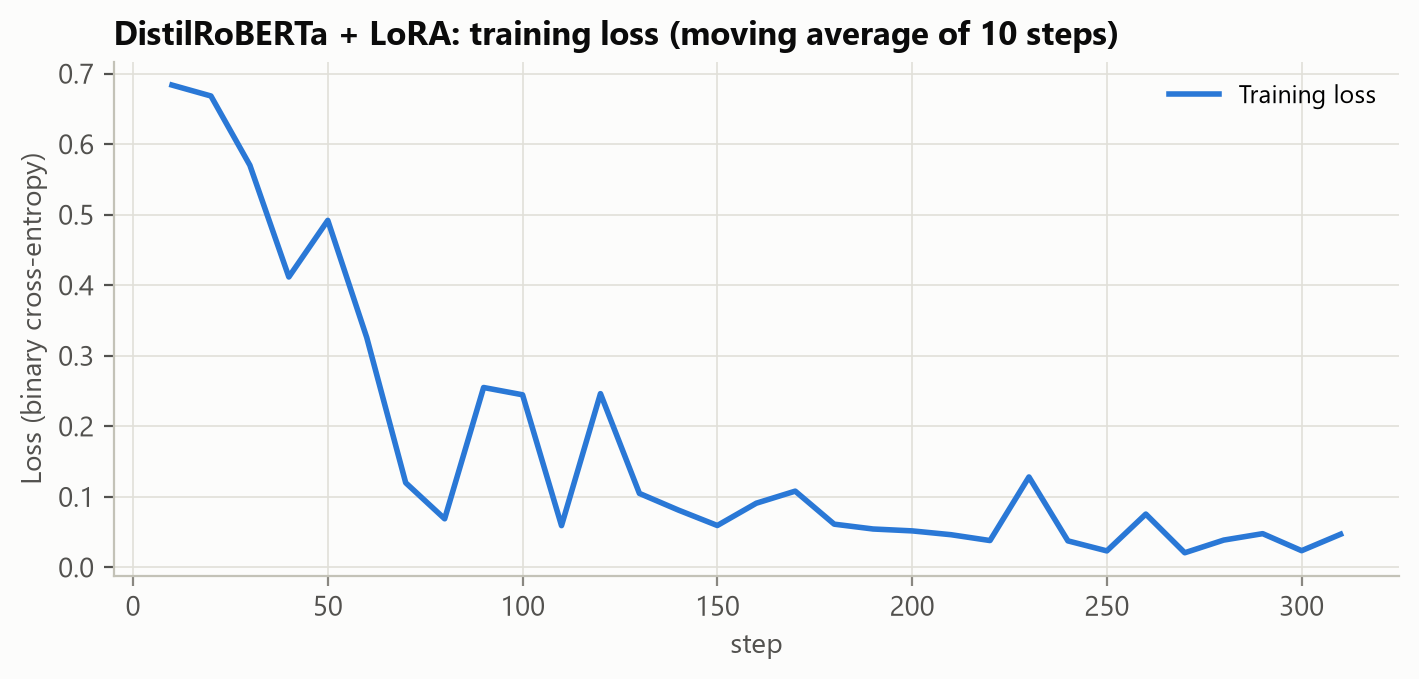 DistilRoBERTa + LoRA: training loss (moving average of 10 steps)
Training loss
Loss (binary cross-entropy)
0.7
0.6
0.5
0.4
0.3
0.2
0.1
0.0
0 50 100 150 200 250 300
step